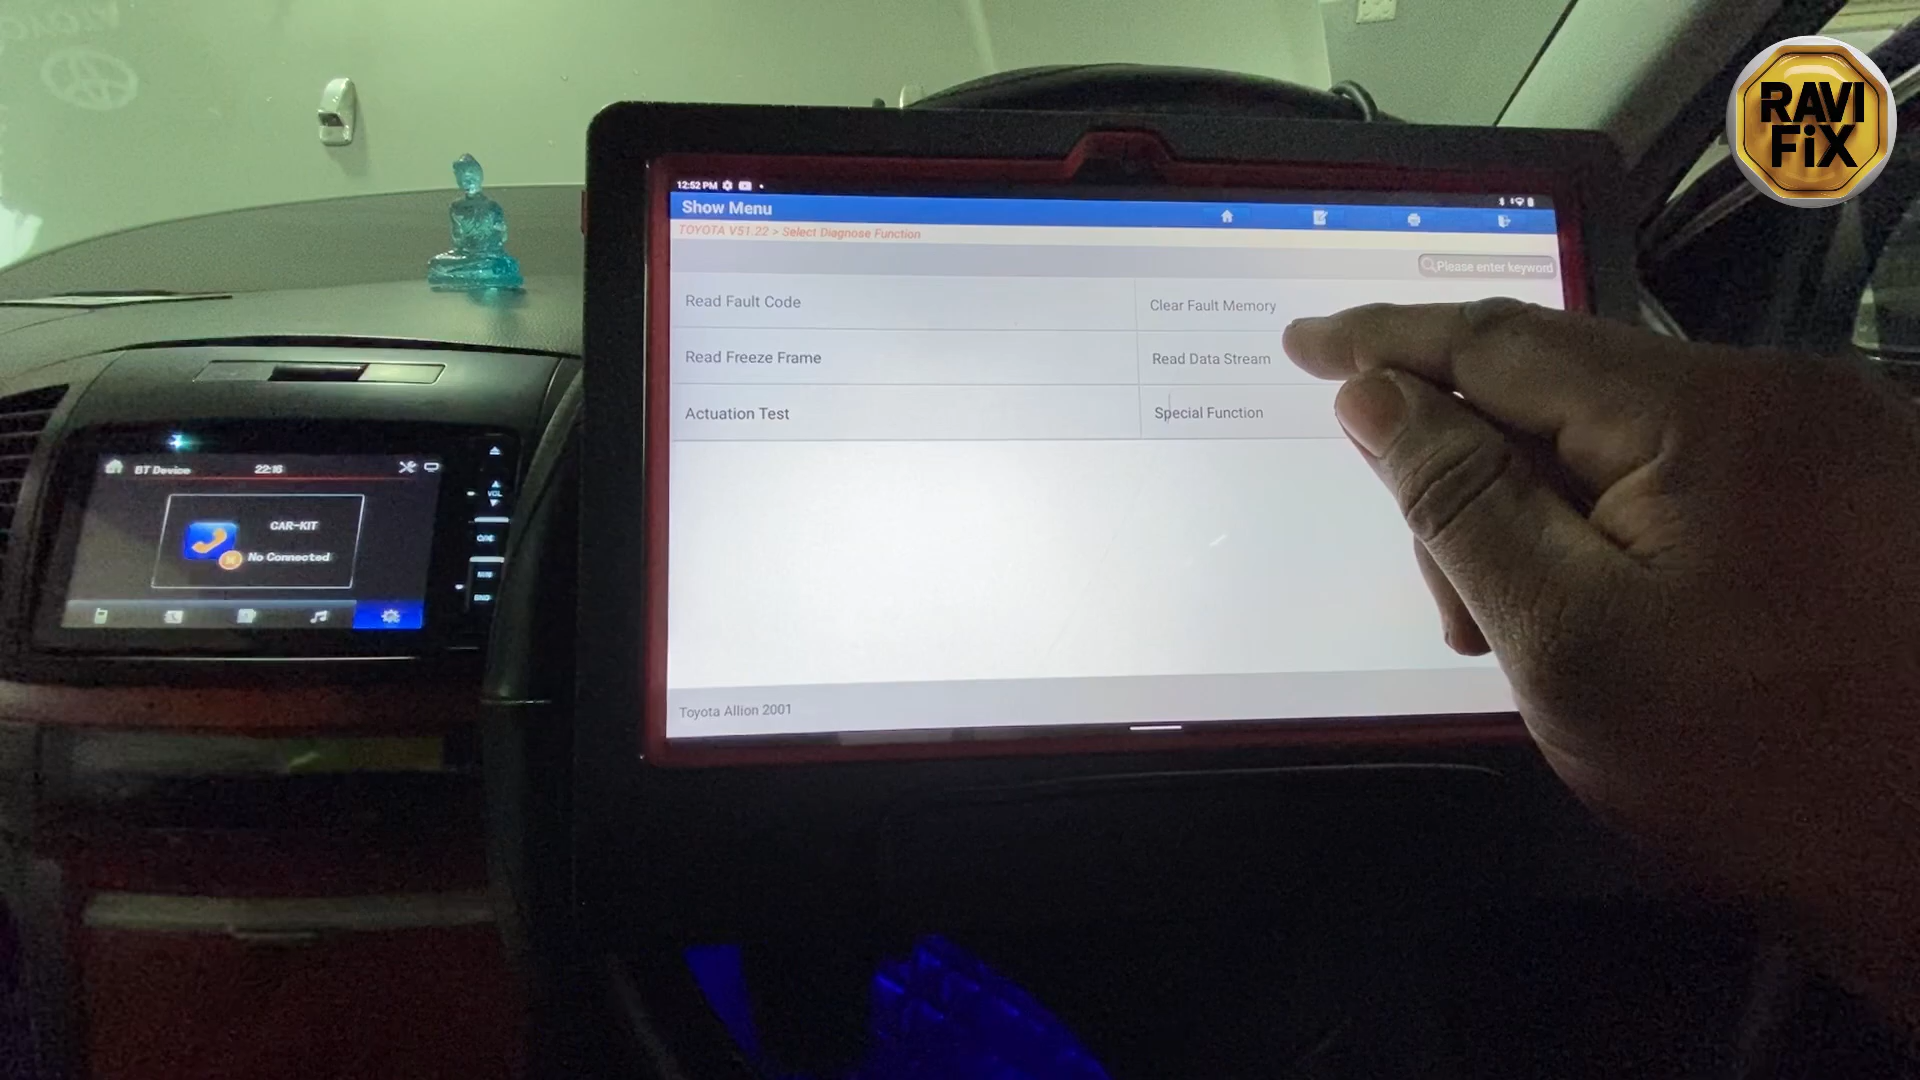 RAVI
FiX
12:52 PM
Show Menu
TOYOTA V51.22 > Select Diagnose Function
Please enter keyword
Read Fault Code
Clear Fault Memory
Read Freeze Frame
Read Data Stream
Actuation Test
Special Function
Toyota Allion 2001
BT Device
22:16
CAR-KIT
No Connected
VOL